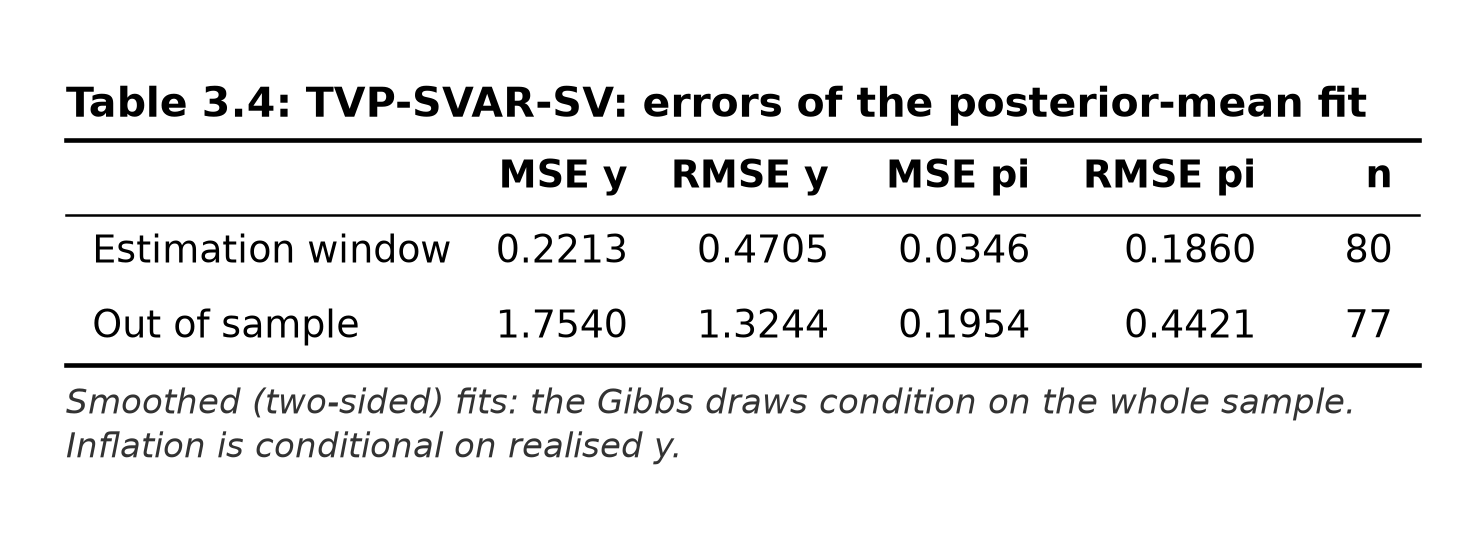 Table 3.4: TVP-SVAR-SV: errors of the posterior-mean fit
MSE y RMSE y MSE pi RMSE pi n
Estimation window 0.2213 0.4705 0.0346 0.1860 80
Out of sample 1.7540 1.3244 0.1954 0.4421 77
Smoothed (two-sided) fits: the Gibbs draws condition on the whole sample.
Inflation is conditional on realised y.